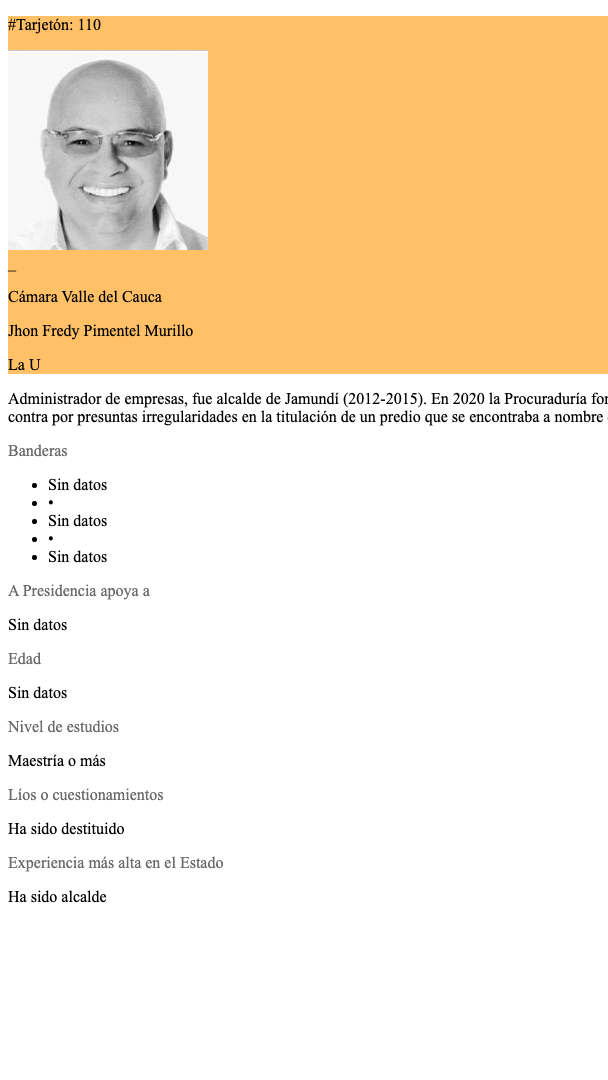 #Tarjetón: 110
_
Cámara Valle del Cauca
Jhon Fredy Pimentel Murillo
La U
Administrador de empresas, fue alcalde de Jamundí (2012-2015). En 2020 la Procuraduría
contra por presuntas irregularidades en la titulación de un predio que se encontraba a nombre
Banderas
• Sin datos
• •
• Sin datos
• •
• Sin datos
A Presidencia apoya a
Sin datos
Edad
Sin datos
Nivel de estudios
Maestría o más
Líos o cuestionamientos
Ha sido destituido
Experiencia más alta en el Estado
Ha sido alcalde